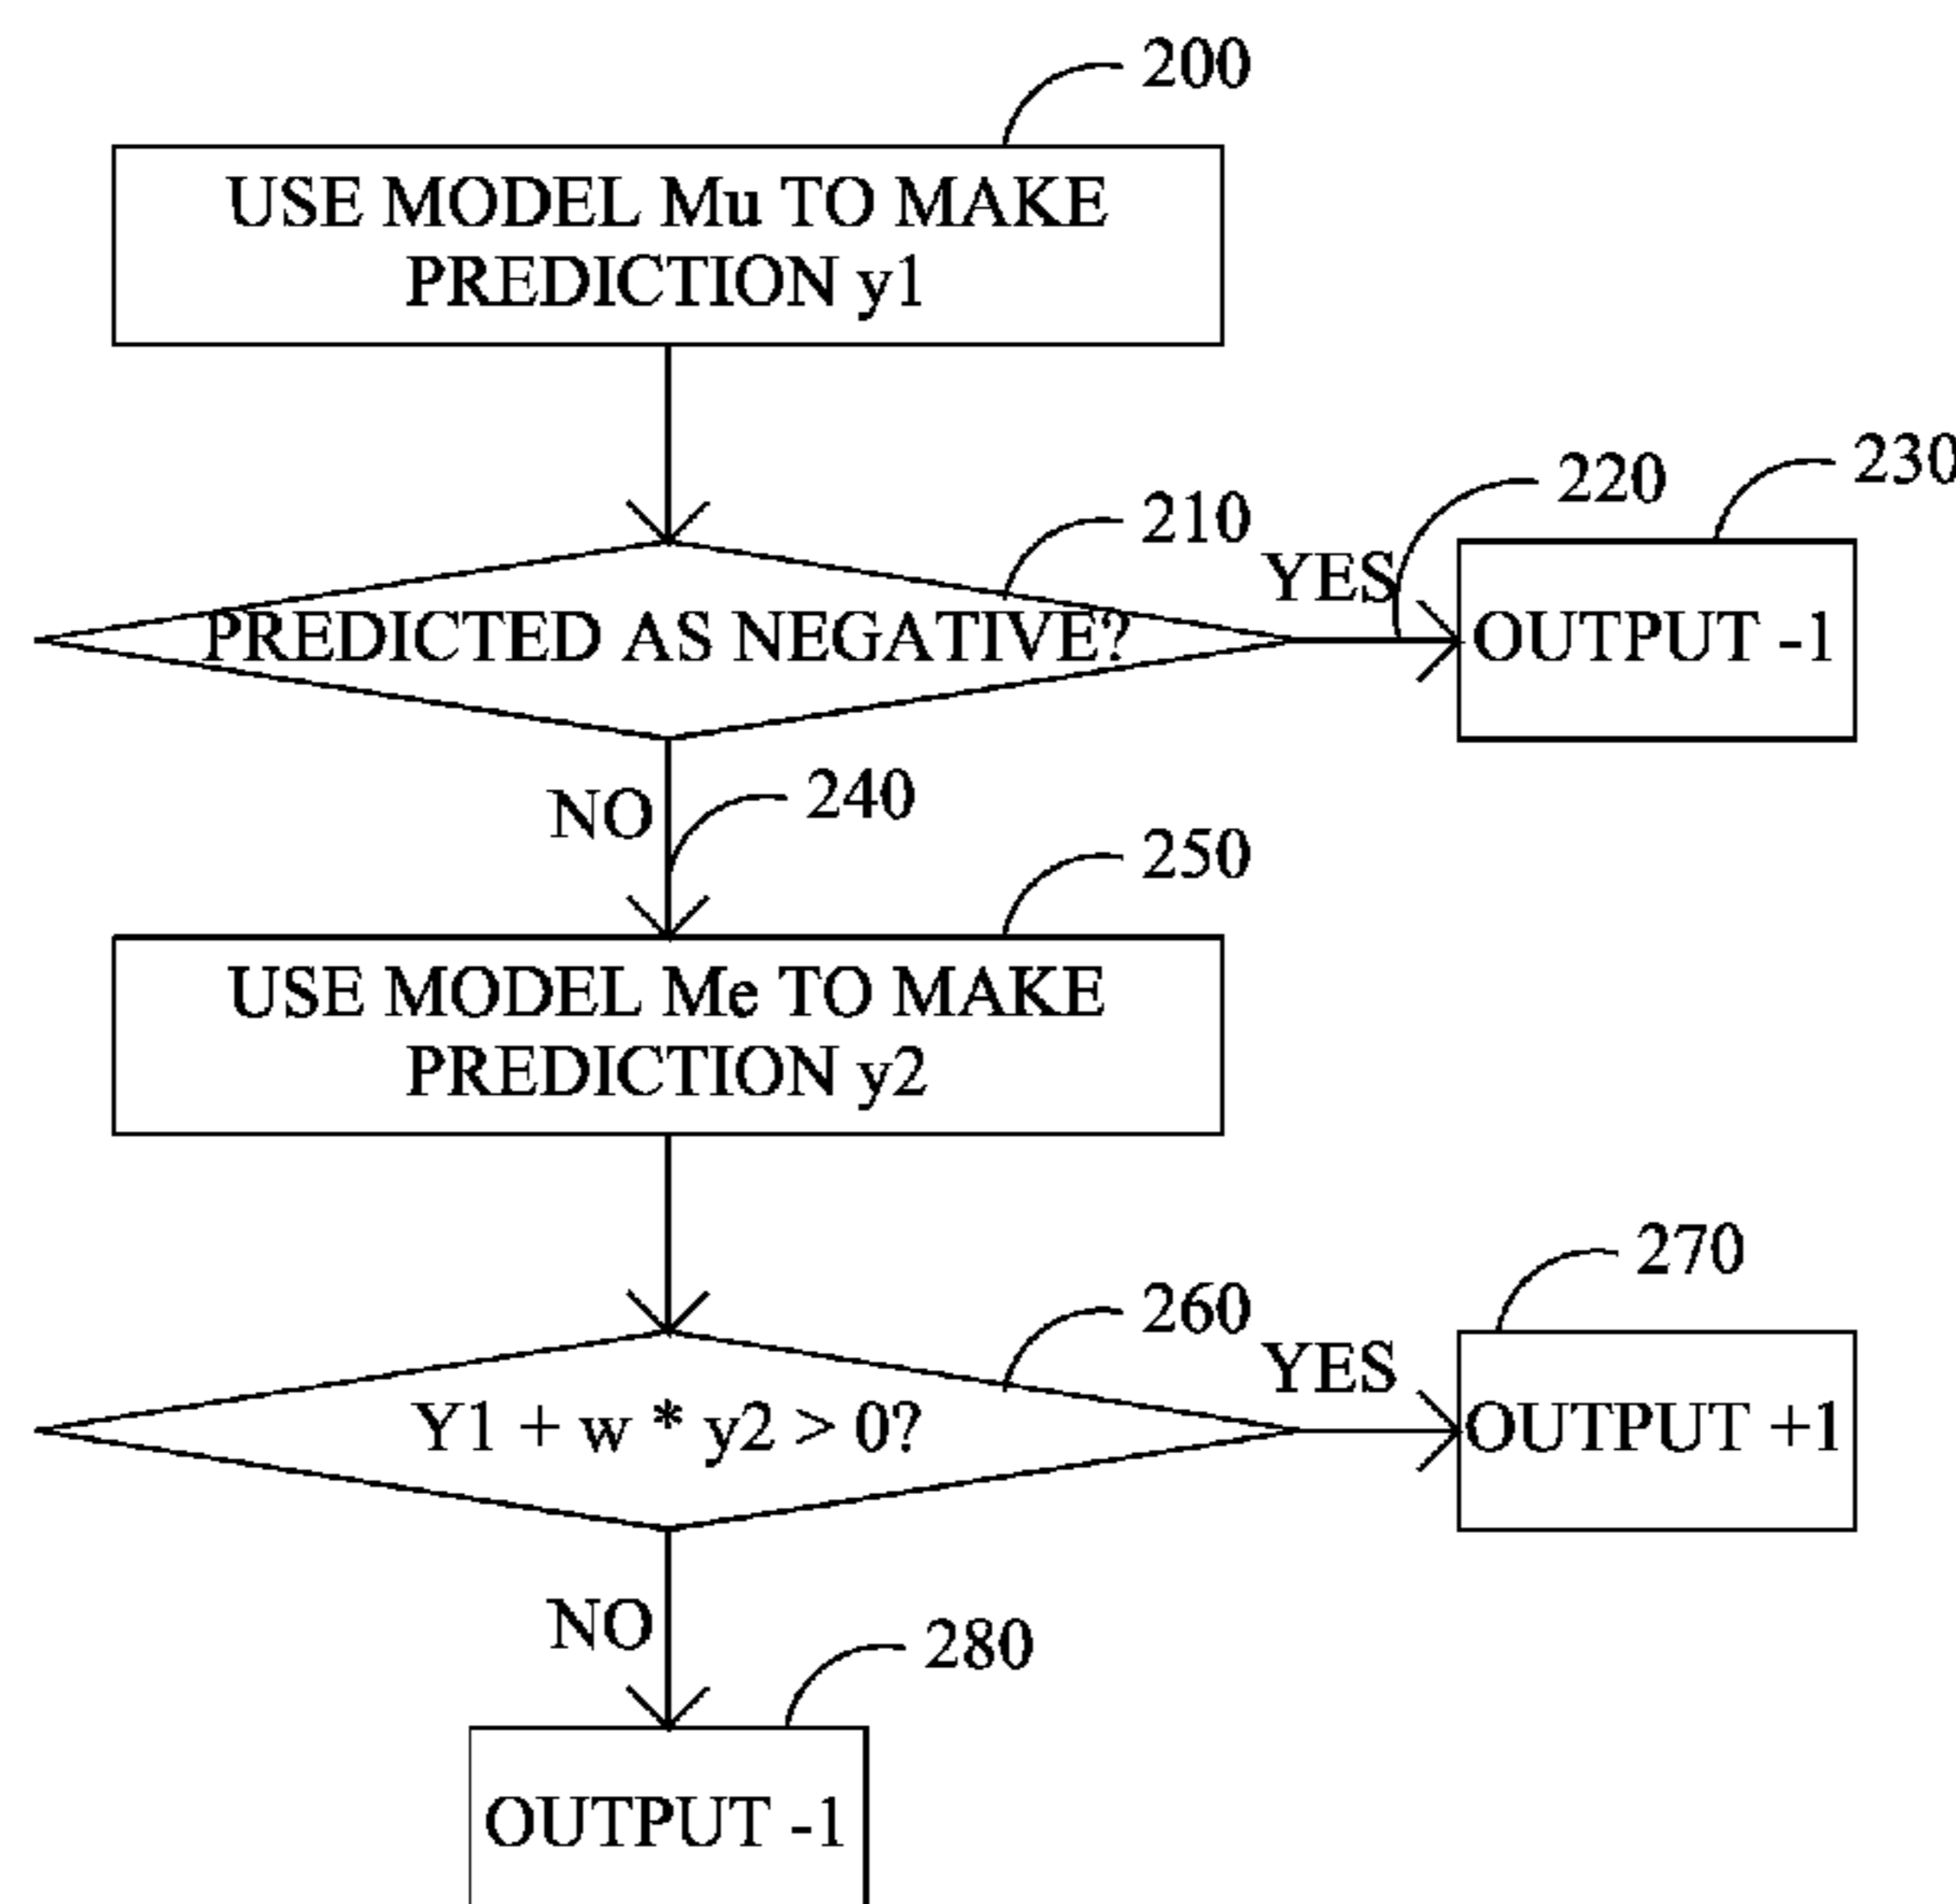 200
USE MODEL Mu TO MAKE
PREDICTION y1
210
PREDICTED AS NEGATIVE?
YES
220
230
OUTPUT -1
NO
240
250
USE MODEL Me TO MAKE
PREDICTION y2
260
Y1 + w * y2 > 0?
YES
270
OUTPUT +1
NO
280
OUTPUT -1